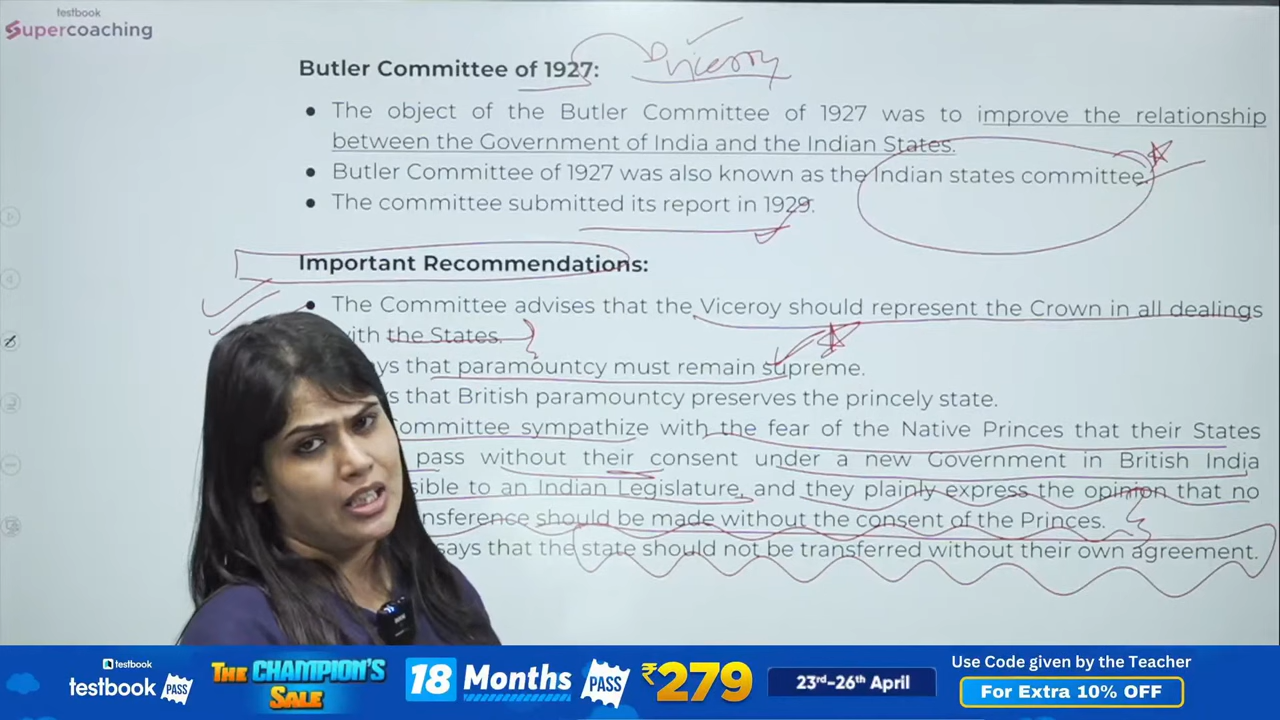 testbook
Supercoaching
Viceroy
Butler Committee of 1927:
• The object of the Butler Committee of 1927 was to improve the relationship
between the Government of India and the Indian States.
• Butler Committee of 1927 was also known as the Indian states committee.
• The committee submitted its report in 1929.
Important Recommendations:
• The Committee advises that the Viceroy should represent the Crown in all dealings
with the States.
that paramountcy must remain supreme.
that British paramountcy preserves the princely state.
Committee sympathize with the fear of the Native Princes that their States
pass without their consent under a new Government in British India
to an Indian Legislature, and they plainly express the opinion that no
should be made without the consent of the Princes.
says that the state should not be transferred without their own agreement.
testbook
testbook PASS
THE CHAMPION'S SALE
18 Months PASS ₹279
23rd-26th April
Use Code given by the Teacher
For Extra 10% OFF